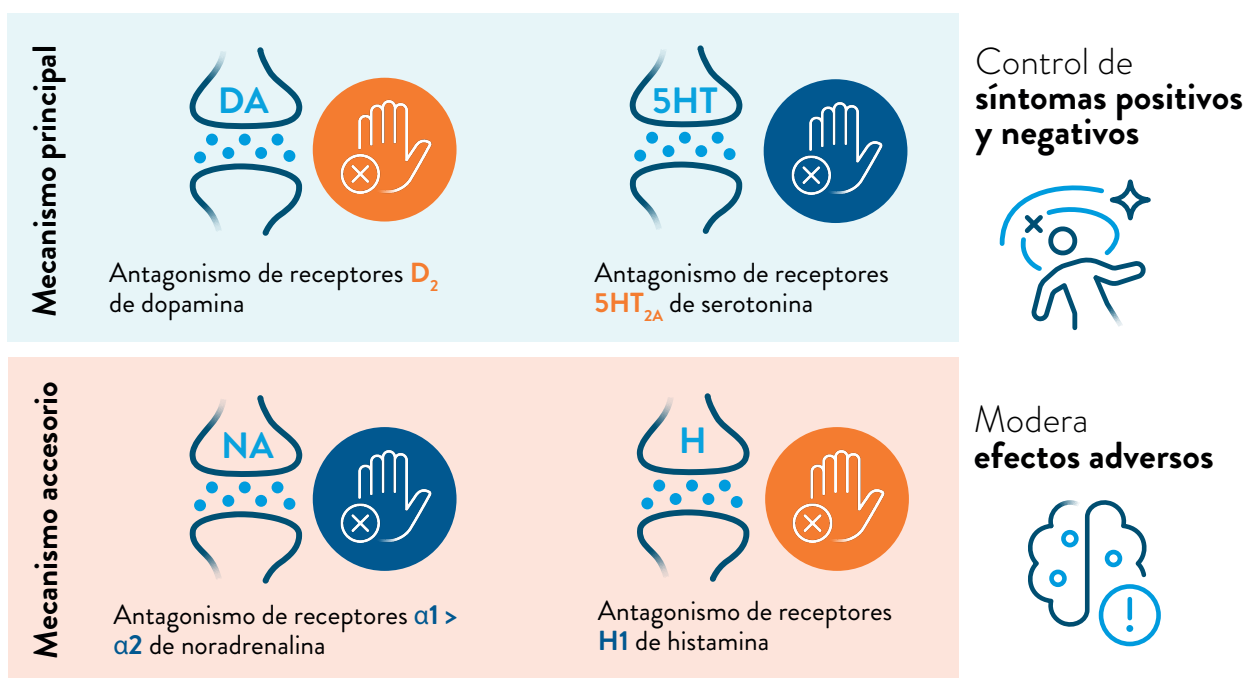 Mecanismo principal
DA
5HT
Antagonismo de receptores D₂
de dopamina
Antagonismo de receptores
5HT₂A de serotonina
Control de
síntomas positivos
y negativos
Mecanismo accesorio
NA
H
Antagonismo de receptores α1 >
α2 de noradrenalina
Antagonismo de receptores
H1 de histamina
Modera
efectos adversos